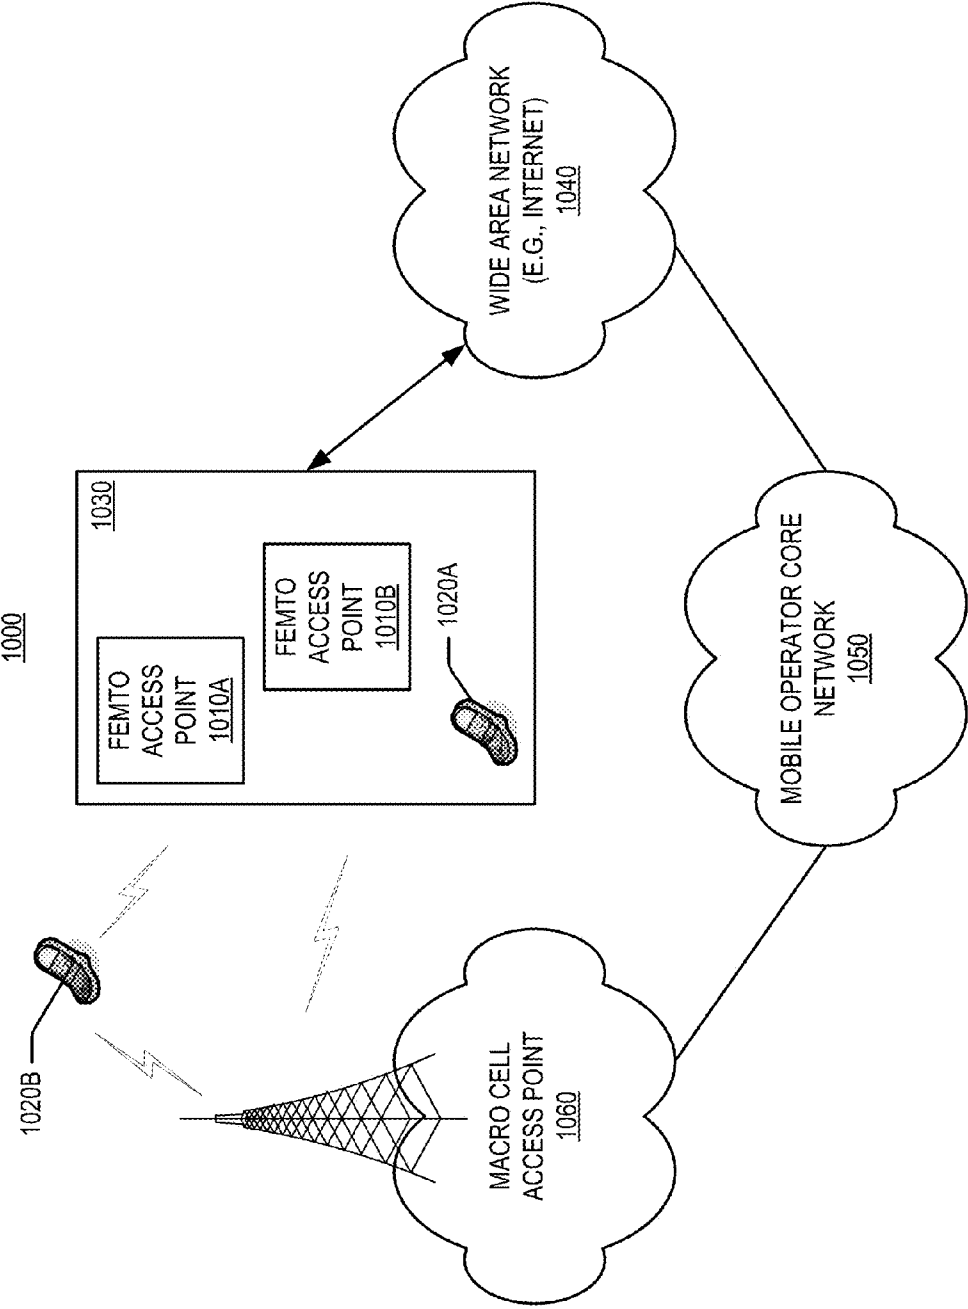 1000
1020B
1030
FEMTO
ACCESS
POINT
1010A
FEMTO
ACCESS
POINT
1010B
1020A
MACRO CELL
ACCESS POINT
1060
WIDE AREA NETWORK
(E.G., INTERNET)
1040
MOBILE OPERATOR CORE
NETWORK
1050